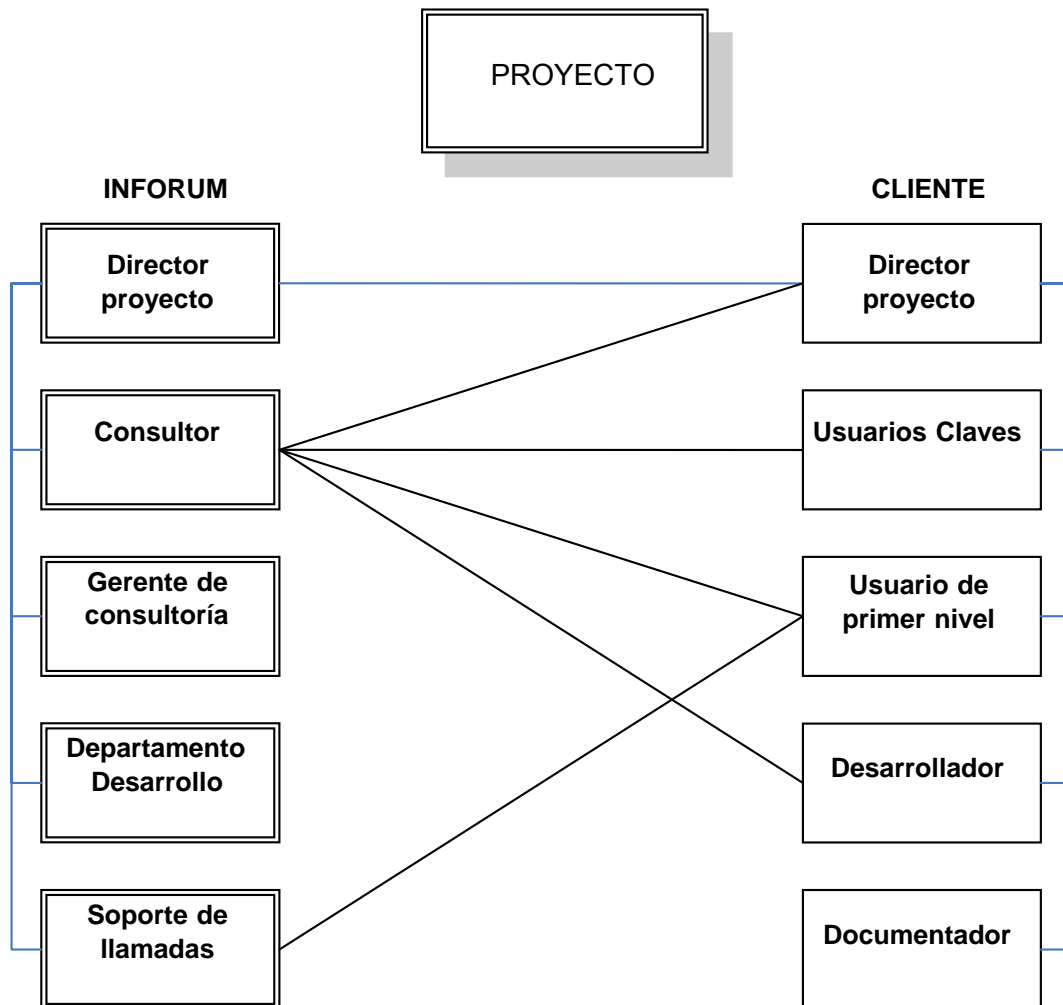 PROYECTO
INFORUM
CLIENTE
Director
proyecto
Director
proyecto
Consultor
Usuarios Claves
Gerente de
consultoría
Usuario de
primer nivel
Departamento
Desarrollo
Desarrollador
Soporte de
llamadas
Documentador